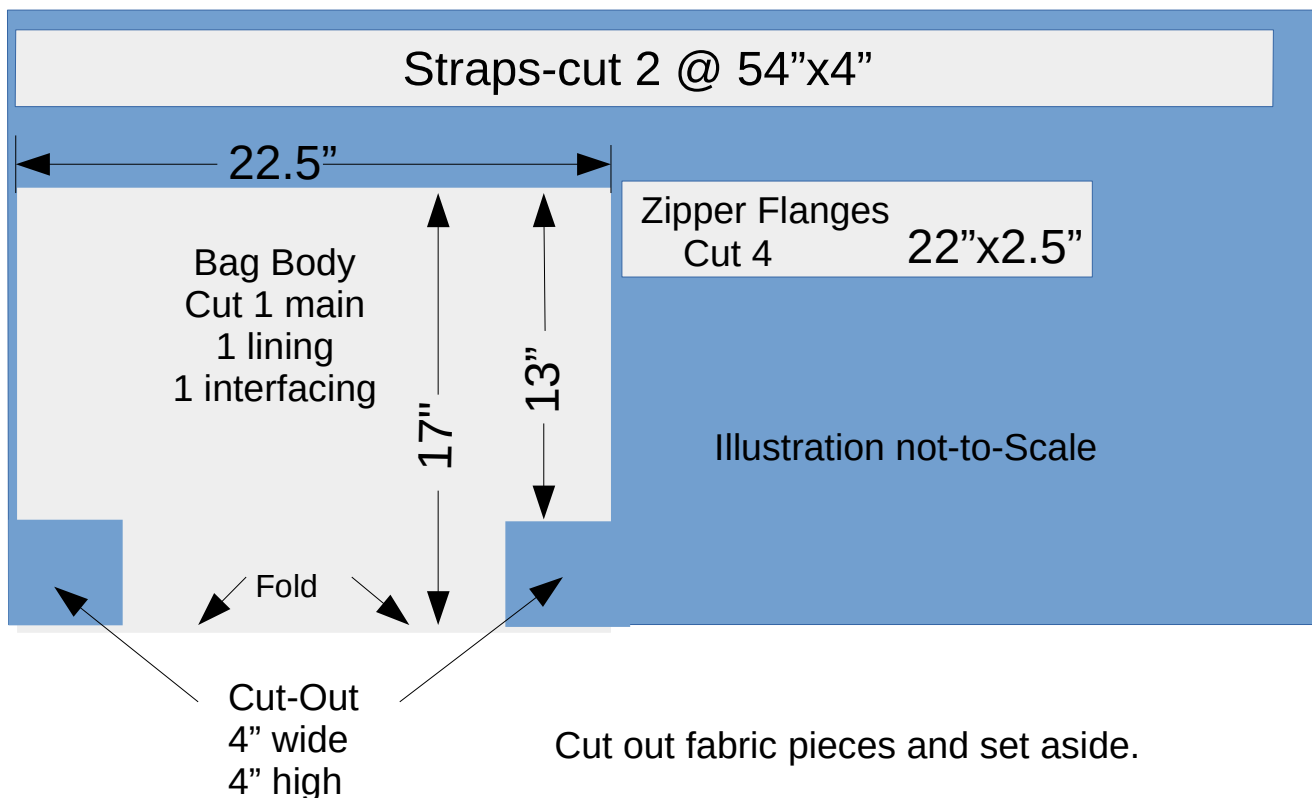 Straps-cut 2 @ 54”x4”
22.5”
Zipper Flanges
Cut 4 22”x2.5”
Bag Body
Cut 1 main
1 lining
1 interfacing
17"
13”
Illustration not-to-Scale
Fold
Cut-Out
4” wide
4” high
Cut out fabric pieces and set aside.